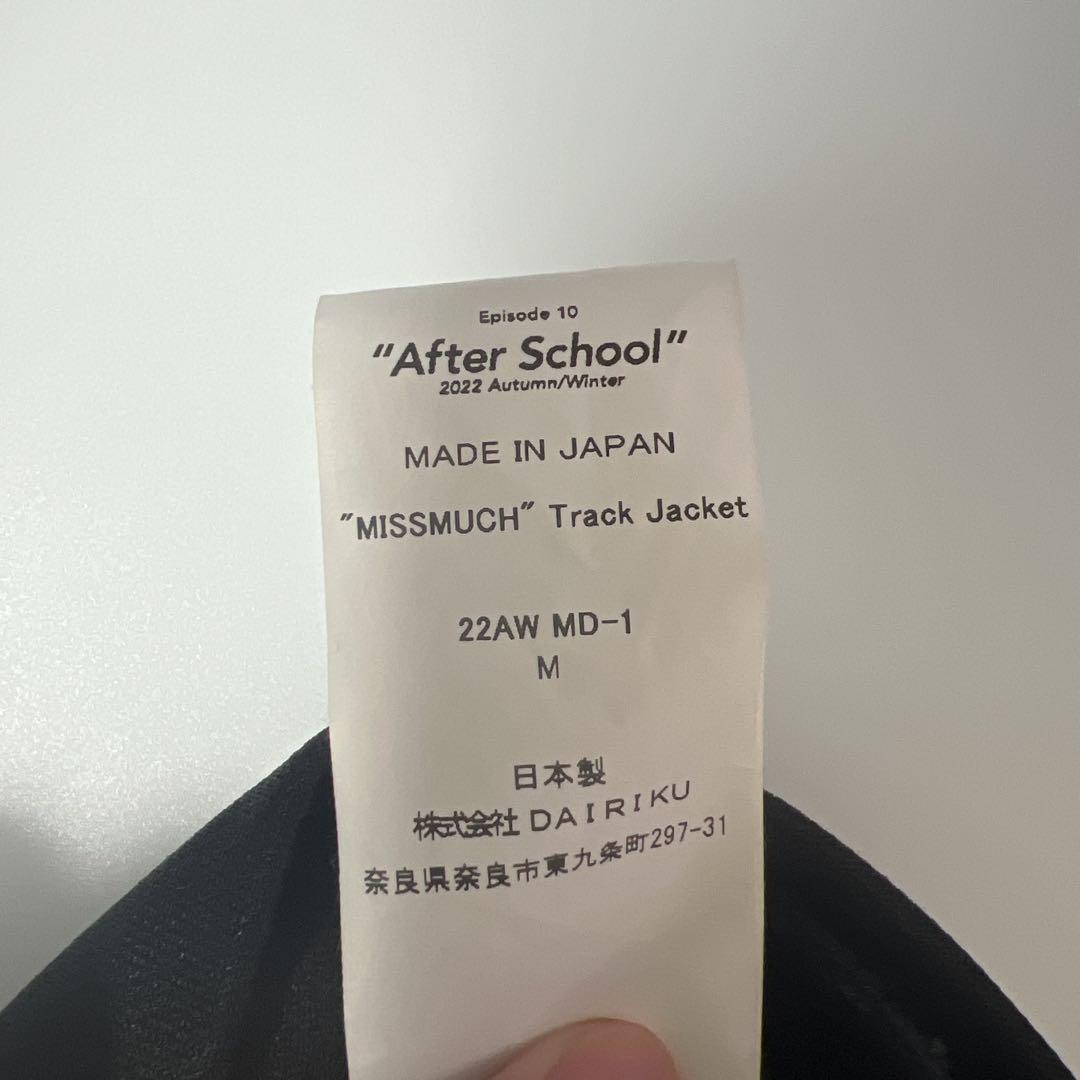 Episode 10
"After School"
2022 Autumn/Winter
MADE IN JAPAN
"MISSMUCH" Track Jacket
22AW MD-1
M
日本製
株式会社 DAIRIKU
奈良県奈良市東九条町297-31